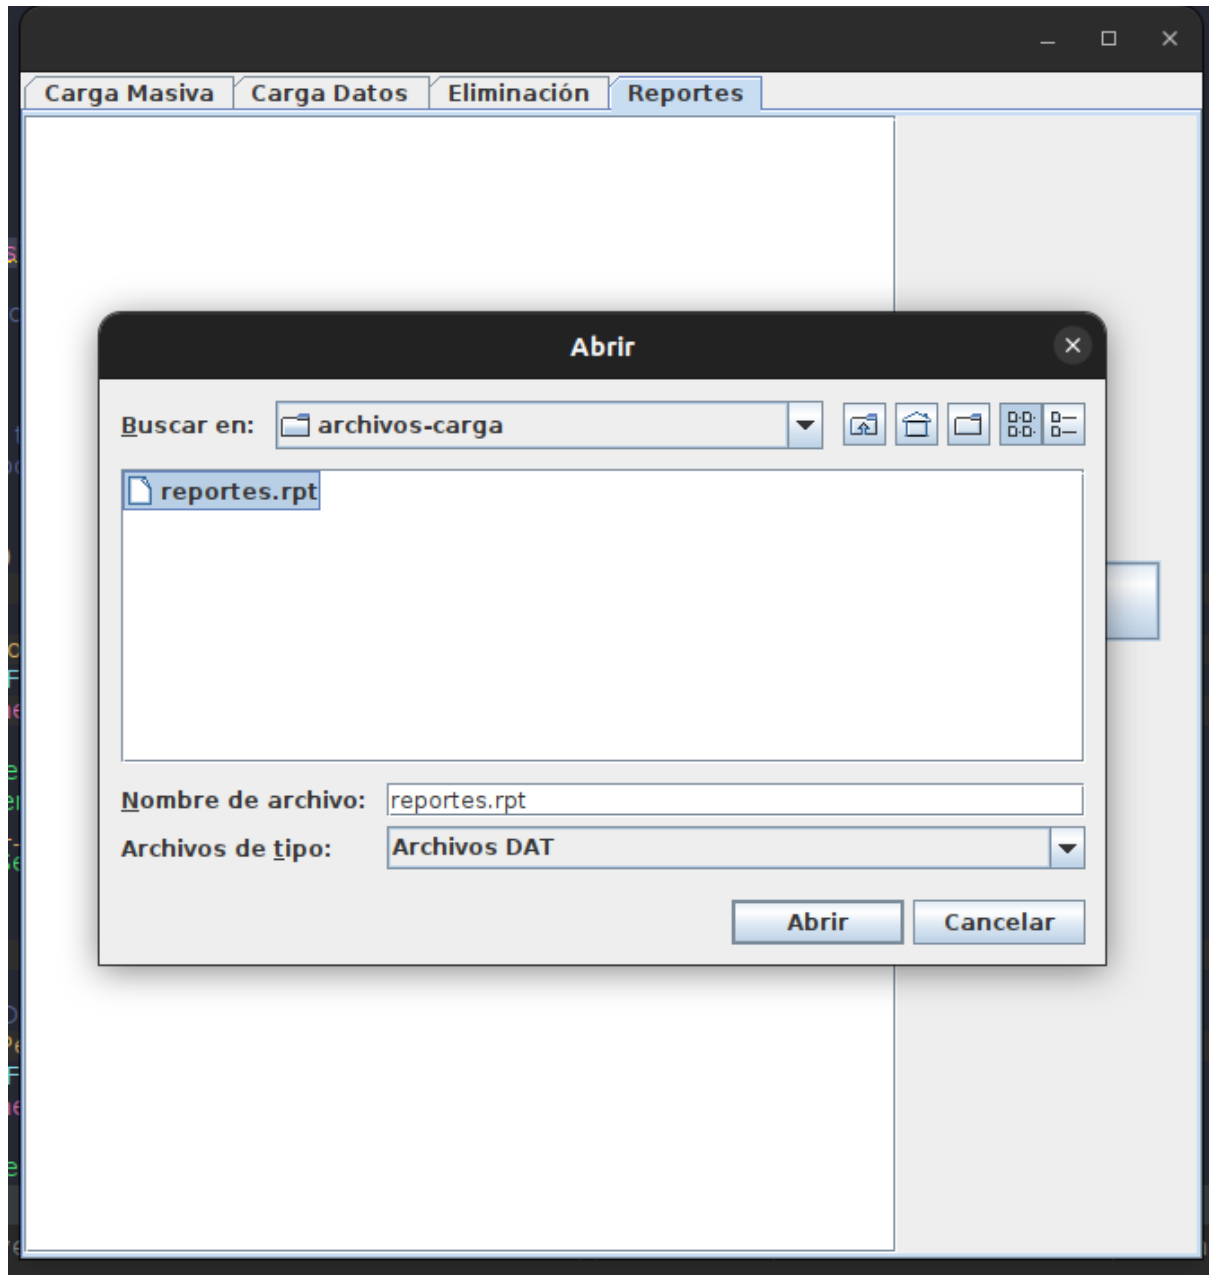 Carga Masiva Carga Datos Eliminación Reportes
Abrir
Buscar en: archivos-carga
reportes.rpt
Nombre de archivo: reportes.rpt
Archivos de tipo: Archivos DAT
Abrir Cancelar